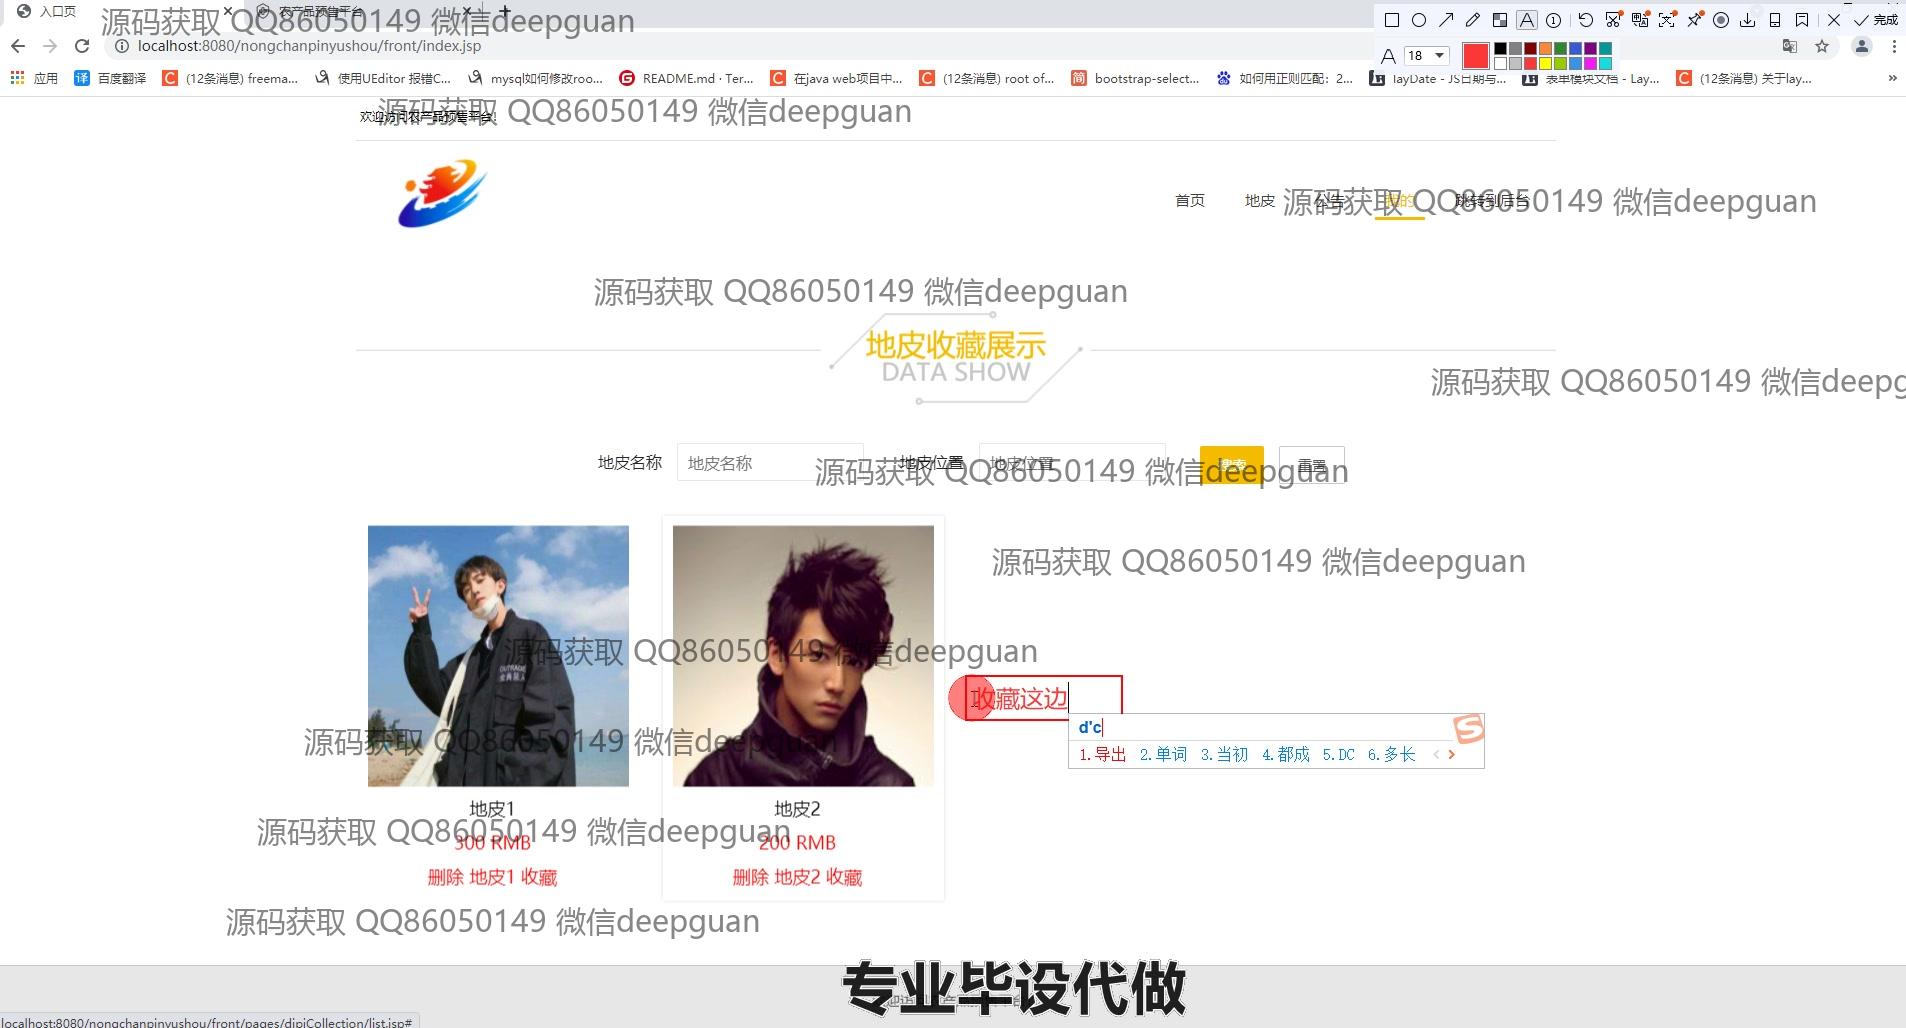 入口页
农产品预售平台
源码获取 QQ86050149 微信deepguan
完成
localhost:8080/nongchanpinyushou/front/index.jsp
A 18
应用
百度翻译
(12条消息) freema...
使用UEditor 报错C...
mysql如何修改roo...
README.md · Ter...
在java web项目中...
(12条消息) root of...
bootstrap-select...
如何用正则匹配：2...
layDate - JS日期与...
表单模块文档 - Lay...
(12条消息) 关于lay...
源码获取 QQ86050149 微信deepguan
欢迎访问农产品预售平台!
首页 地皮 公告 我的 跳转到后台
源码获取 QQ86050149 微信deepguan
源码获取 QQ86050149 微信deepguan
地皮收藏展示
DATA SHOW
源码获取 QQ86050149 微信deepg
地皮名称 地皮名称 地皮位置 地皮位置 搜索 重置
源码获取 QQ86050149 微信deepguan
源码获取 QQ86050149 微信deepguan
OUTRAGE
源码获取 QQ86050149 微信deepguan
收藏这边
d'c
1.导出 2.单词 3.当初 4.都成 5.DC 6.多长
源码获取 QQ86050149 微信deepguan
地皮1 地皮2
源码获取 QQ86050149 微信deepguan
300 RMB 200 RMB
删除 地皮1 收藏 删除 地皮2 收藏
源码获取 QQ86050149 微信deepguan
专业毕设代做
localhost:8080/nongchanpinyushou/front/pages/dipiCollection/list.jsp#